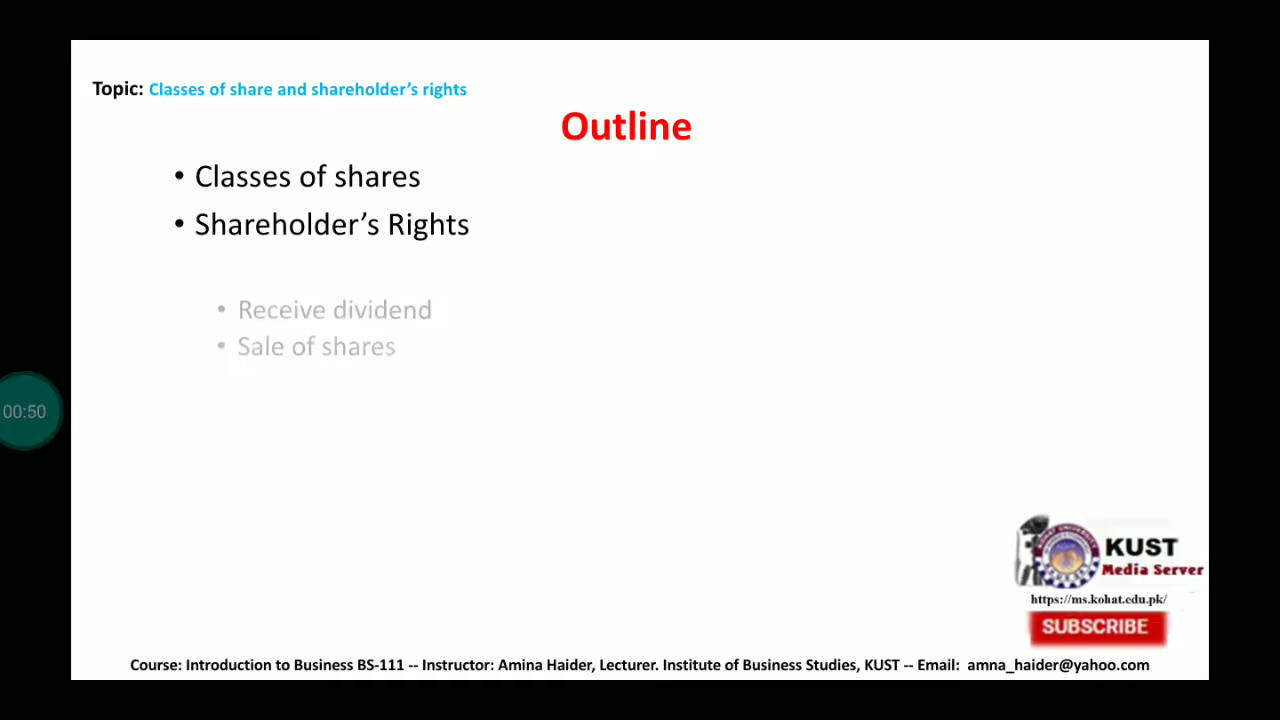 Topic: Classes of share and shareholder's rights
Outline
• Classes of shares
• Shareholder's Rights
• Receive dividend
• Sale of shares
00:50
KUST
Media Server
https://ms.kohat.edu.pk/
SUBSCRIBE
Course: Introduction to Business BS-111 -- Instructor: Amina Haider, Lecturer. Institute of Business Studies, KUST -- Email: amna_haider@yahoo.com